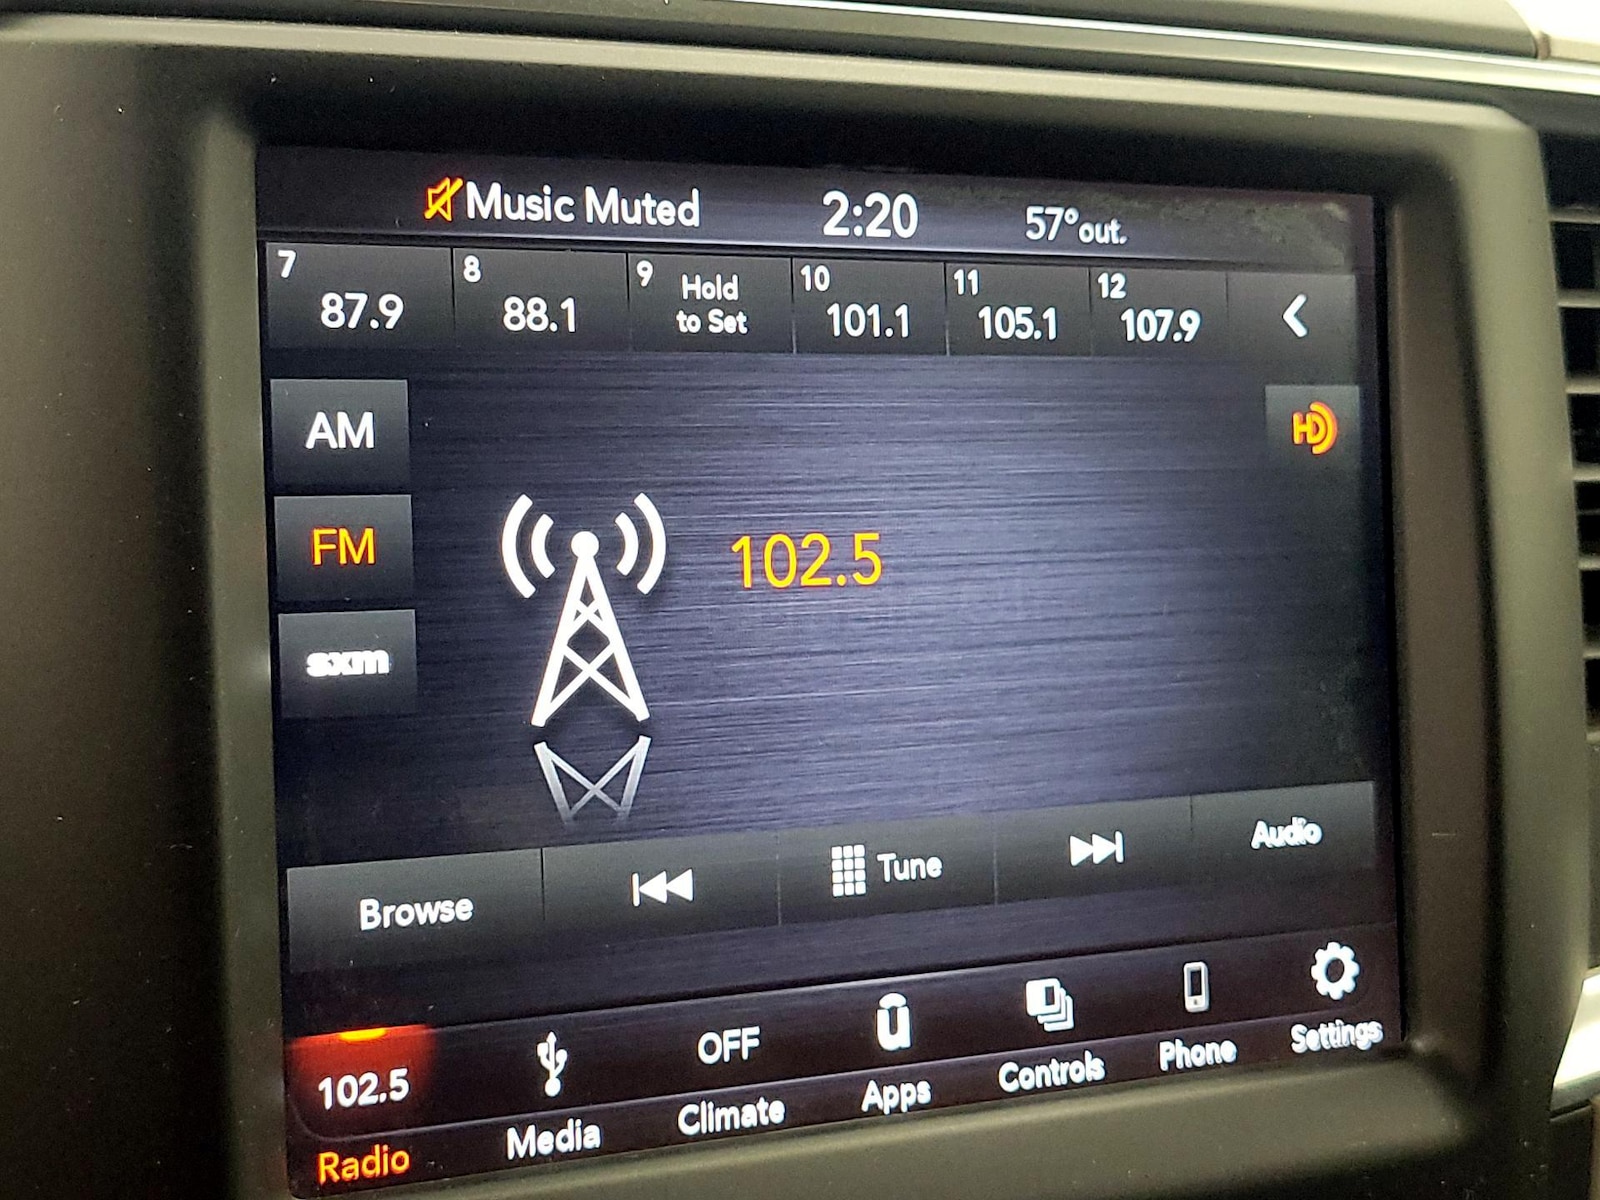 Music Muted 2:20 57° out.
7 8 9 Hold 10 11 12
87.9 88.1 to Set 101.1 105.1 107.9
AM
HD
FM
102.5
sxm
Browse Tune Audio
102.5 OFF ū
Radio Media Climate Apps Controls Phone Settings